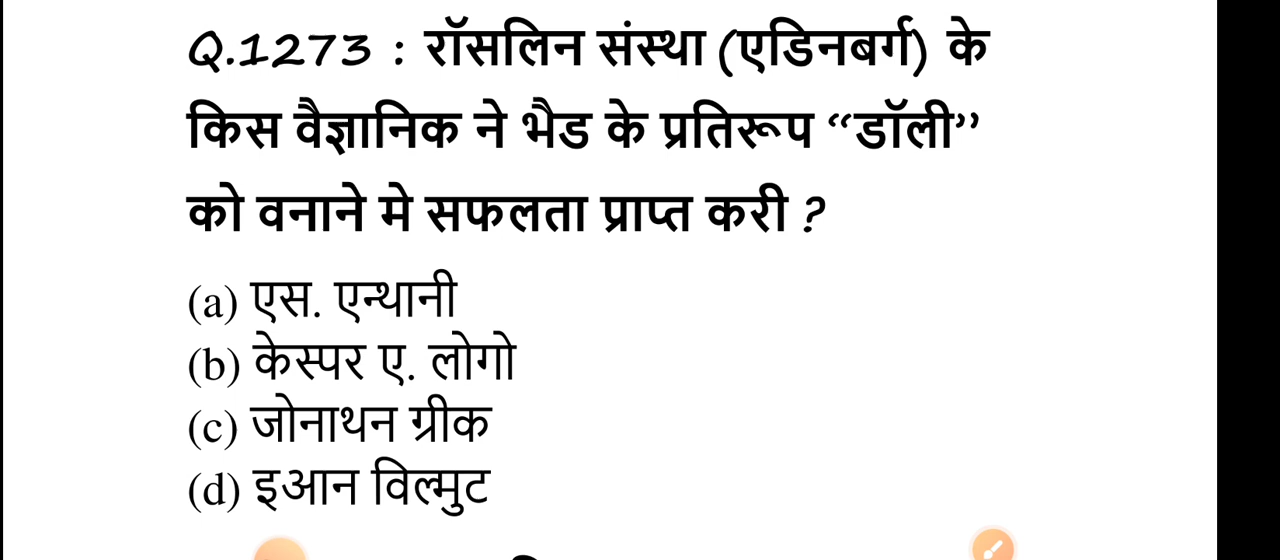 Q.1273 : रॉसलिन संस्था (एडिनबर्ग) के
किस वैज्ञानिक ने भैड के प्रतिरूप “डॉली”
को वनाने मे सफलता प्राप्त करी ?
(a) एस. एन्थानी
(b) केस्पर ए. लोगो
(c) जोनाथन ग्रीक
(d) इआन विल्मुट